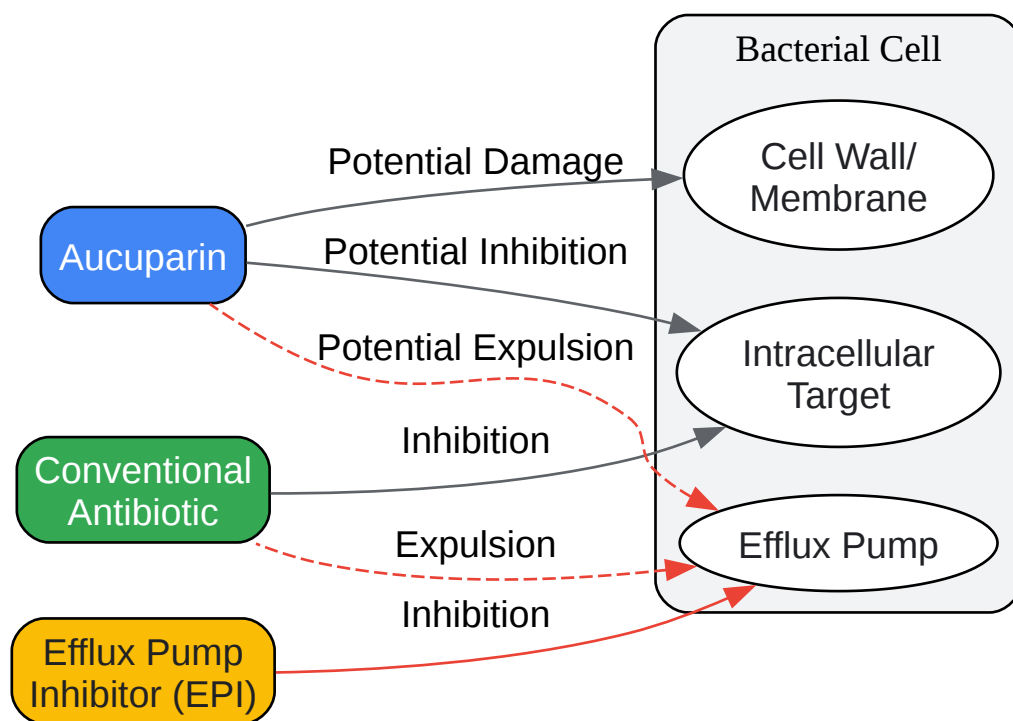 Bacterial Cell
Potential Damage
Cell Wall/
Membrane
Aucuparin
Potential Inhibition
Potential Expulsion
Intracellular
Target
Inhibition
Conventional
Antibiotic
Expulsion
Efflux Pump
Inhibition
Efflux Pump
Inhibitor (EPI)